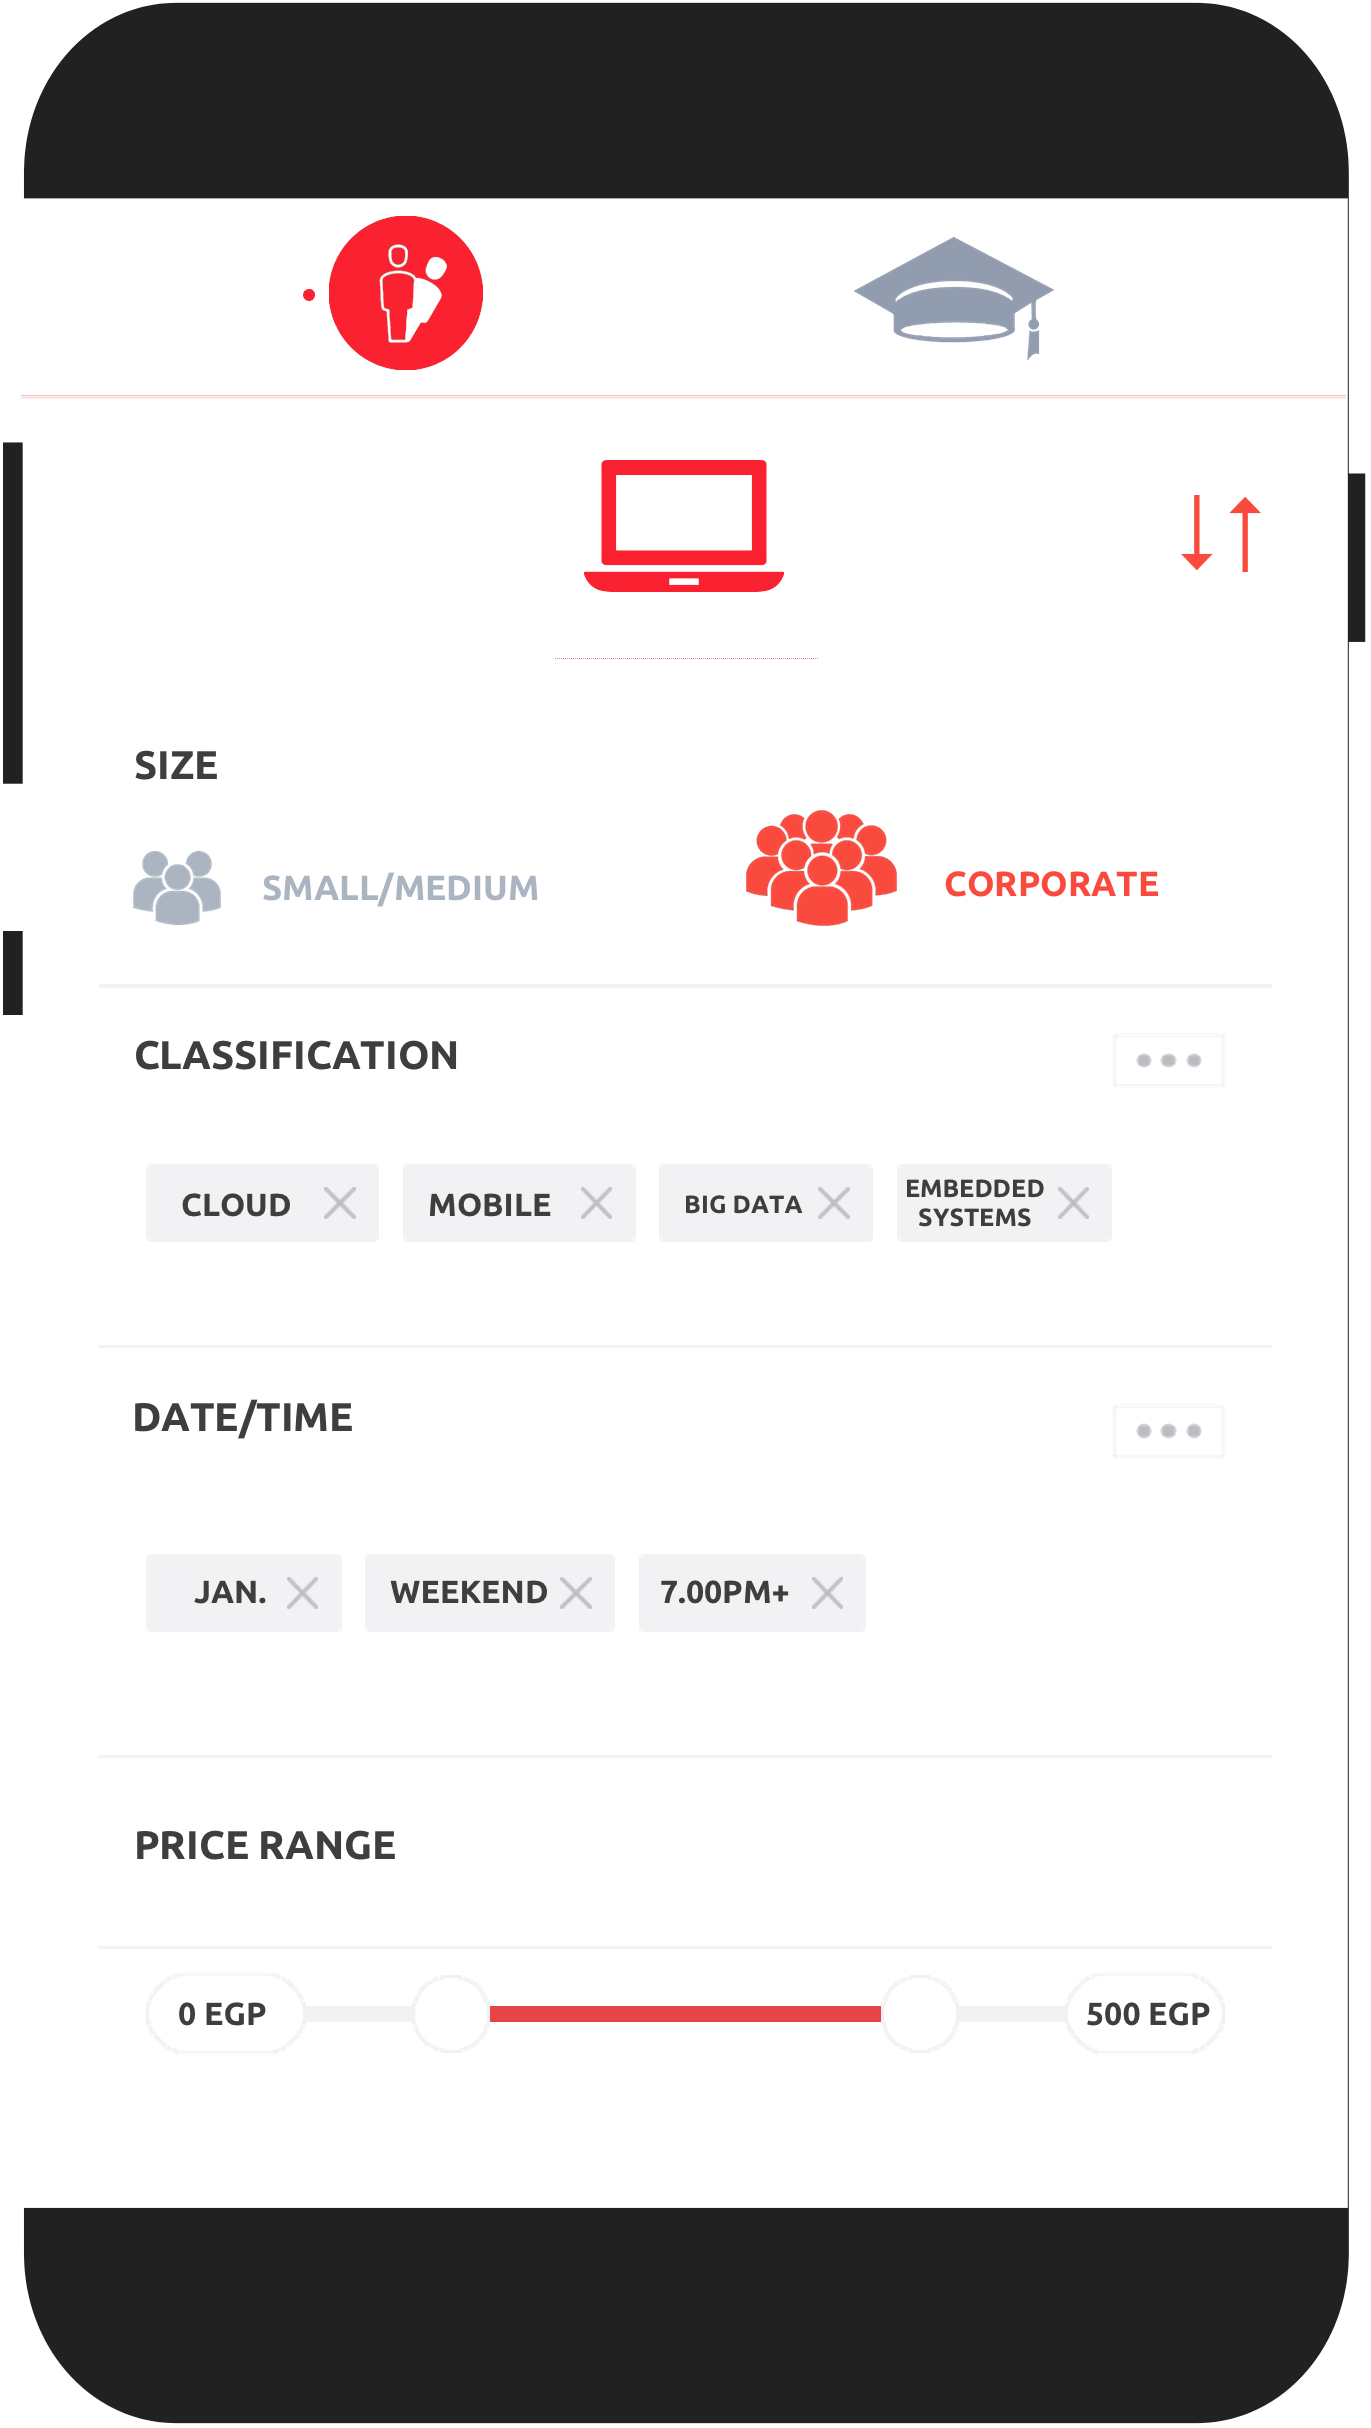 SIZE
SMALL/MEDIUM
CORPORATE
CLASSIFICATION
CLOUD
MOBILE
BIG DATA
EMBEDDED
SYSTEMS
DATE/TIME
JAN.
WEEKEND
7.00PM+
PRICE RANGE
0 EGP
500 EGP